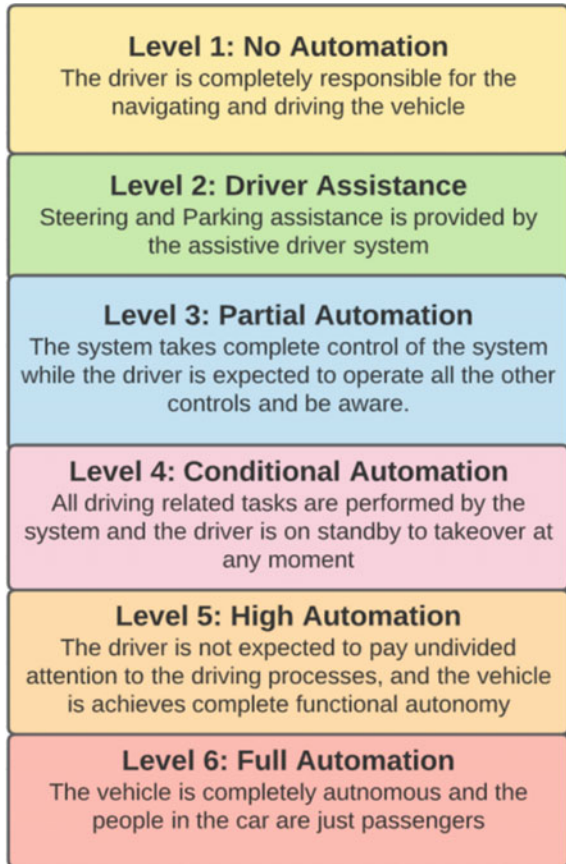 Level 1: No Automation
The driver is completely responsible for the
navigating and driving the vehicle
Level 2: Driver Assistance
Steering and Parking assistance is provided by
the assistive driver system
Level 3: Partial Automation
The system takes complete control of the system
while the driver is expected to operate all the other
controls and be aware.
Level 4: Conditional Automation
All driving related tasks are performed by the
system and the driver is on standby to takeover at
any moment
Level 5: High Automation
The driver is not expected to pay undivided
attention to the driving processes, and the vehicle
is achieves complete functional autonomy
Level 6: Full Automation
The vehicle is completely autnomous and the
people in the car are just passengers